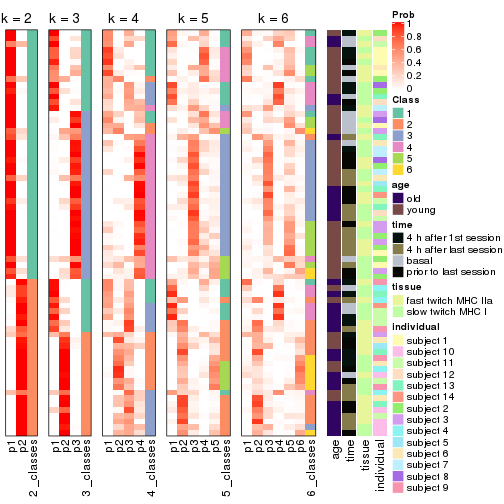 k = 2
k = 3
k = 4
k = 5
k = 6
p1
p2
2_classes
p1
p2
p3
3_classes
p1
p2
p3
p4
4_classes
p1
p2
p3
p4
p5
5_classes
p1
p2
p3
p4
p5
p6
6_classes
age
time
tissue
individual
Prob
1
0.8
0.6
0.4
0.2
0
Class
1
2
3
4
5
6
age
old
young
time
4 h after 1st session
4 h after last session
basal
prior to last session
tissue
fast twitch MHC IIa
slow twitch MHC I
individual
subject 1
subject 10
subject 11
subject 12
subject 13
subject 14
subject 2
subject 3
subject 4
subject 5
subject 6
subject 7
subject 8
subject 9